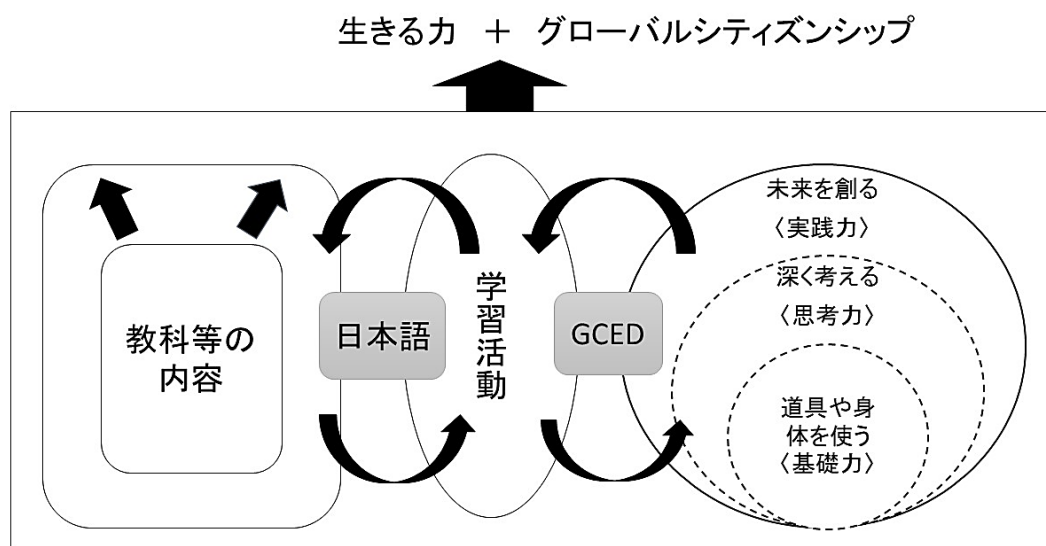 生きる力 ＋ グローバルシティズンシップ
教科等の
内容
日本語
学習活動
GCED
未来を創る
〈実践力〉
深く考える
〈思考力〉
道具や身
体を使う
〈基礎力〉